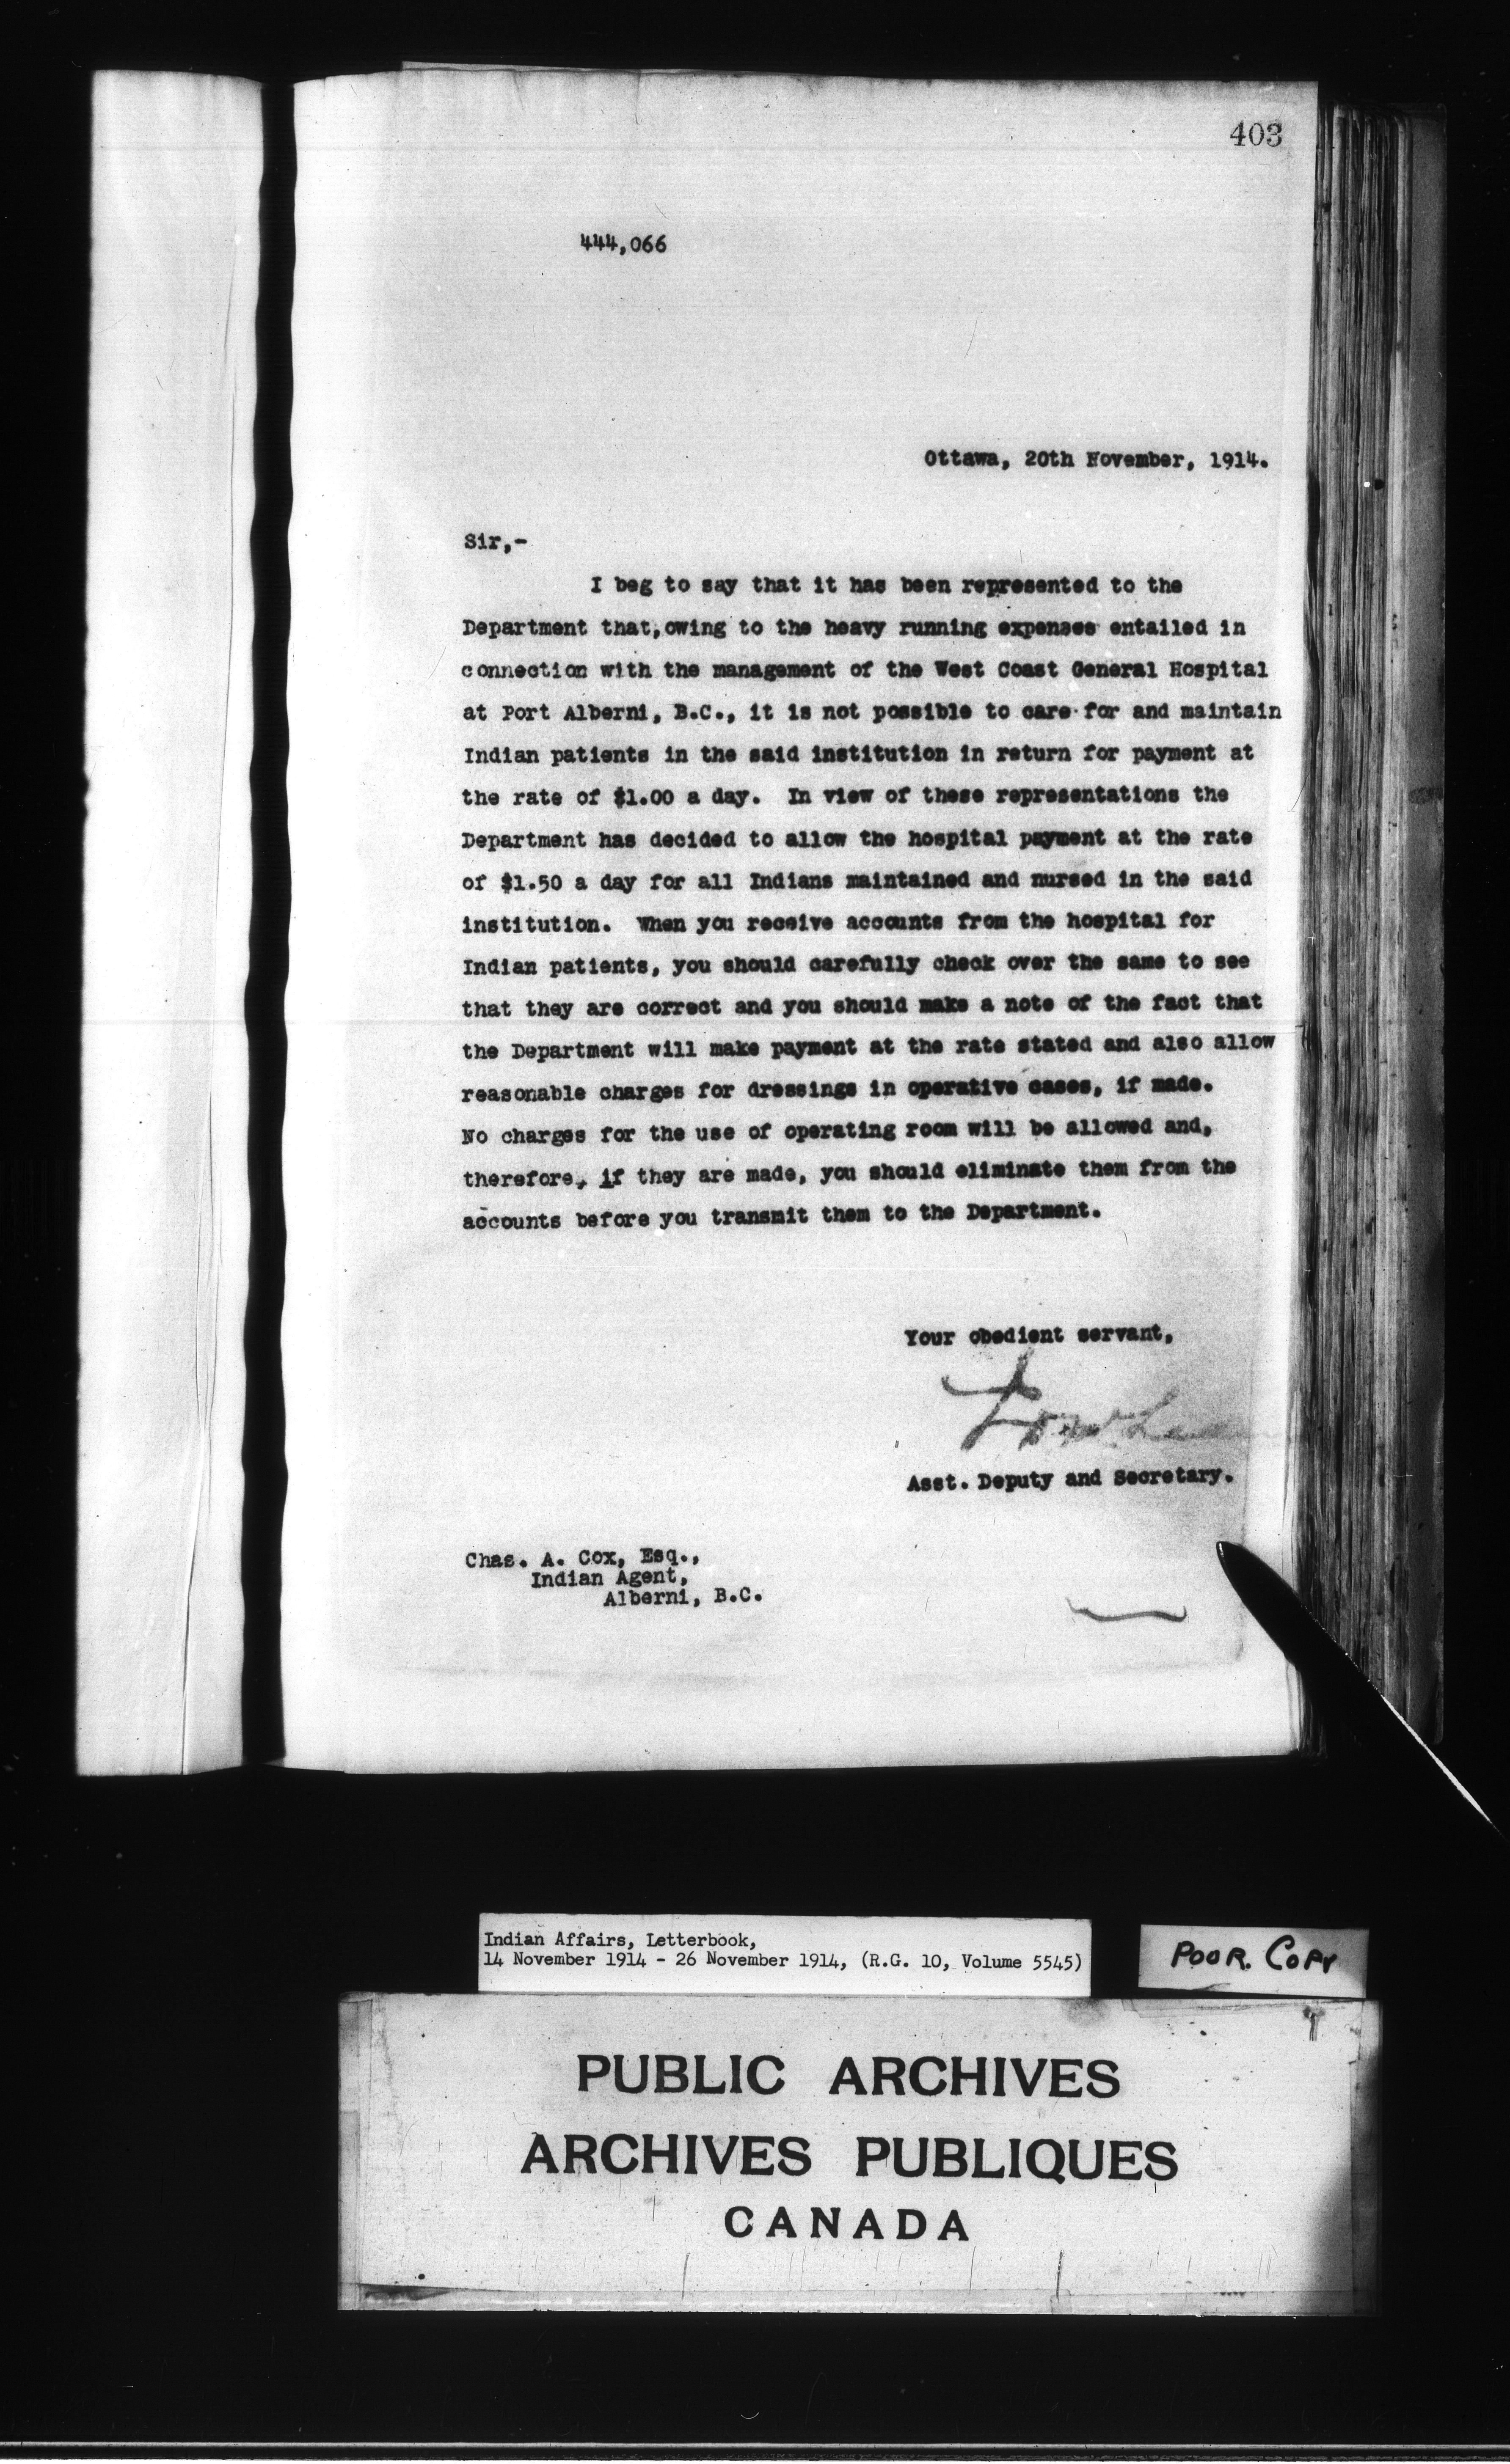 403
444,066
Ottawa, 20th November, 1914.
Sir,-
I beg to say that it has been represented to the
Department that, owing to the heavy running expenses entailed in
connection with the management of the West Coast General Hospital
at Port Alberni, B.C., it is not possible to care for and maintain
Indian patients in the said institution in return for payment at
the rate of $1.00 a day. In view of these representations the
Department has decided to allow the hospital payment at the rate
of $1.50 a day for all Indians maintained and nursed in the said
institution. When you receive accounts from the hospital for
Indian patients, you should carefully check over the same to see
that they are correct and you should make a note of the fact that
the Department will make payment at the rate stated and also allow
reasonable charges for dressings in operative cases, if made.
No charges for the use of operating room will be allowed and,
therefore, if they are made, you should eliminate them from the
accounts before you transmit them to the Department.
Your obedient servant,
Asst. Deputy and Secretary.
Chas. A. Cox, Esq.,
Indian Agent,
Alberni, B.C.
Indian Affairs, Letterbook,
14 November 1914 - 26 November 1914, (R.G. 10, Volume 5545)
POOR. COPY
PUBLIC ARCHIVES
ARCHIVES PUBLIQUES
CANADA